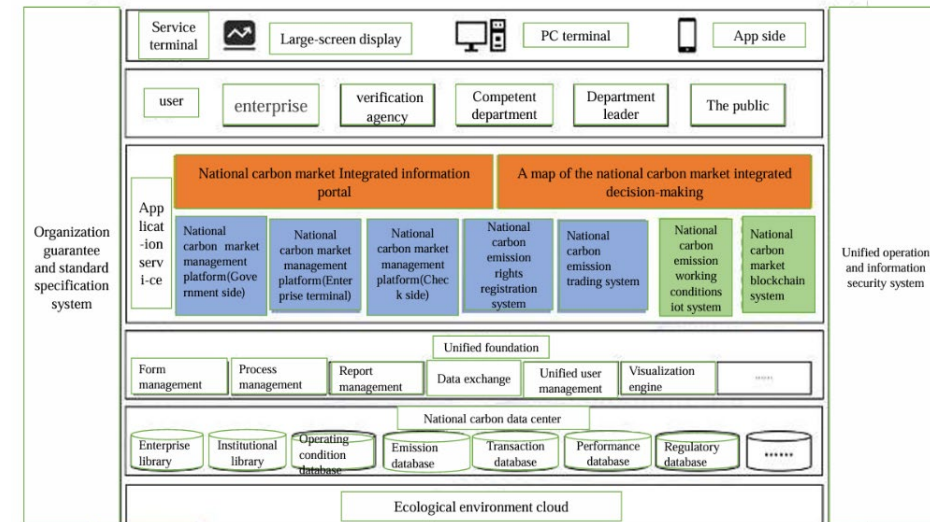 Service
terminal
Large-screen display
PC terminal
App side
user
enterprise
verification
agency
Competent
department
Department
leader
The public
Organization
guarantee
and standard
specification
system
App
licat
-ion
serv
i-ce
National carbon market Integrated information
portal
A map of the national carbon market integrated
decision-making
National
carbon market
management
platform(Gove
rnment side)
National
carbon market
management
platform(Enter
prise terminal)
National
carbon market
management
platform(Chec
k side)
National
carbon
emission
rights
registration
system
National
carbon
emission
trading system
National
carbon
emission
working
conditions
iot system
National
carbon
market
blockchain
system
Unified operation
and information
security system
Unified foundation
Form
management
Process
management
Report
management
Data exchange
Unified user
management
Visualization
engine
......
National carbon data center
Enterprise
library
Institutional
library
Operating
condition
database
Emission
database
Transaction
database
Performance
database
Regulatory
database
......
Ecological environment cloud